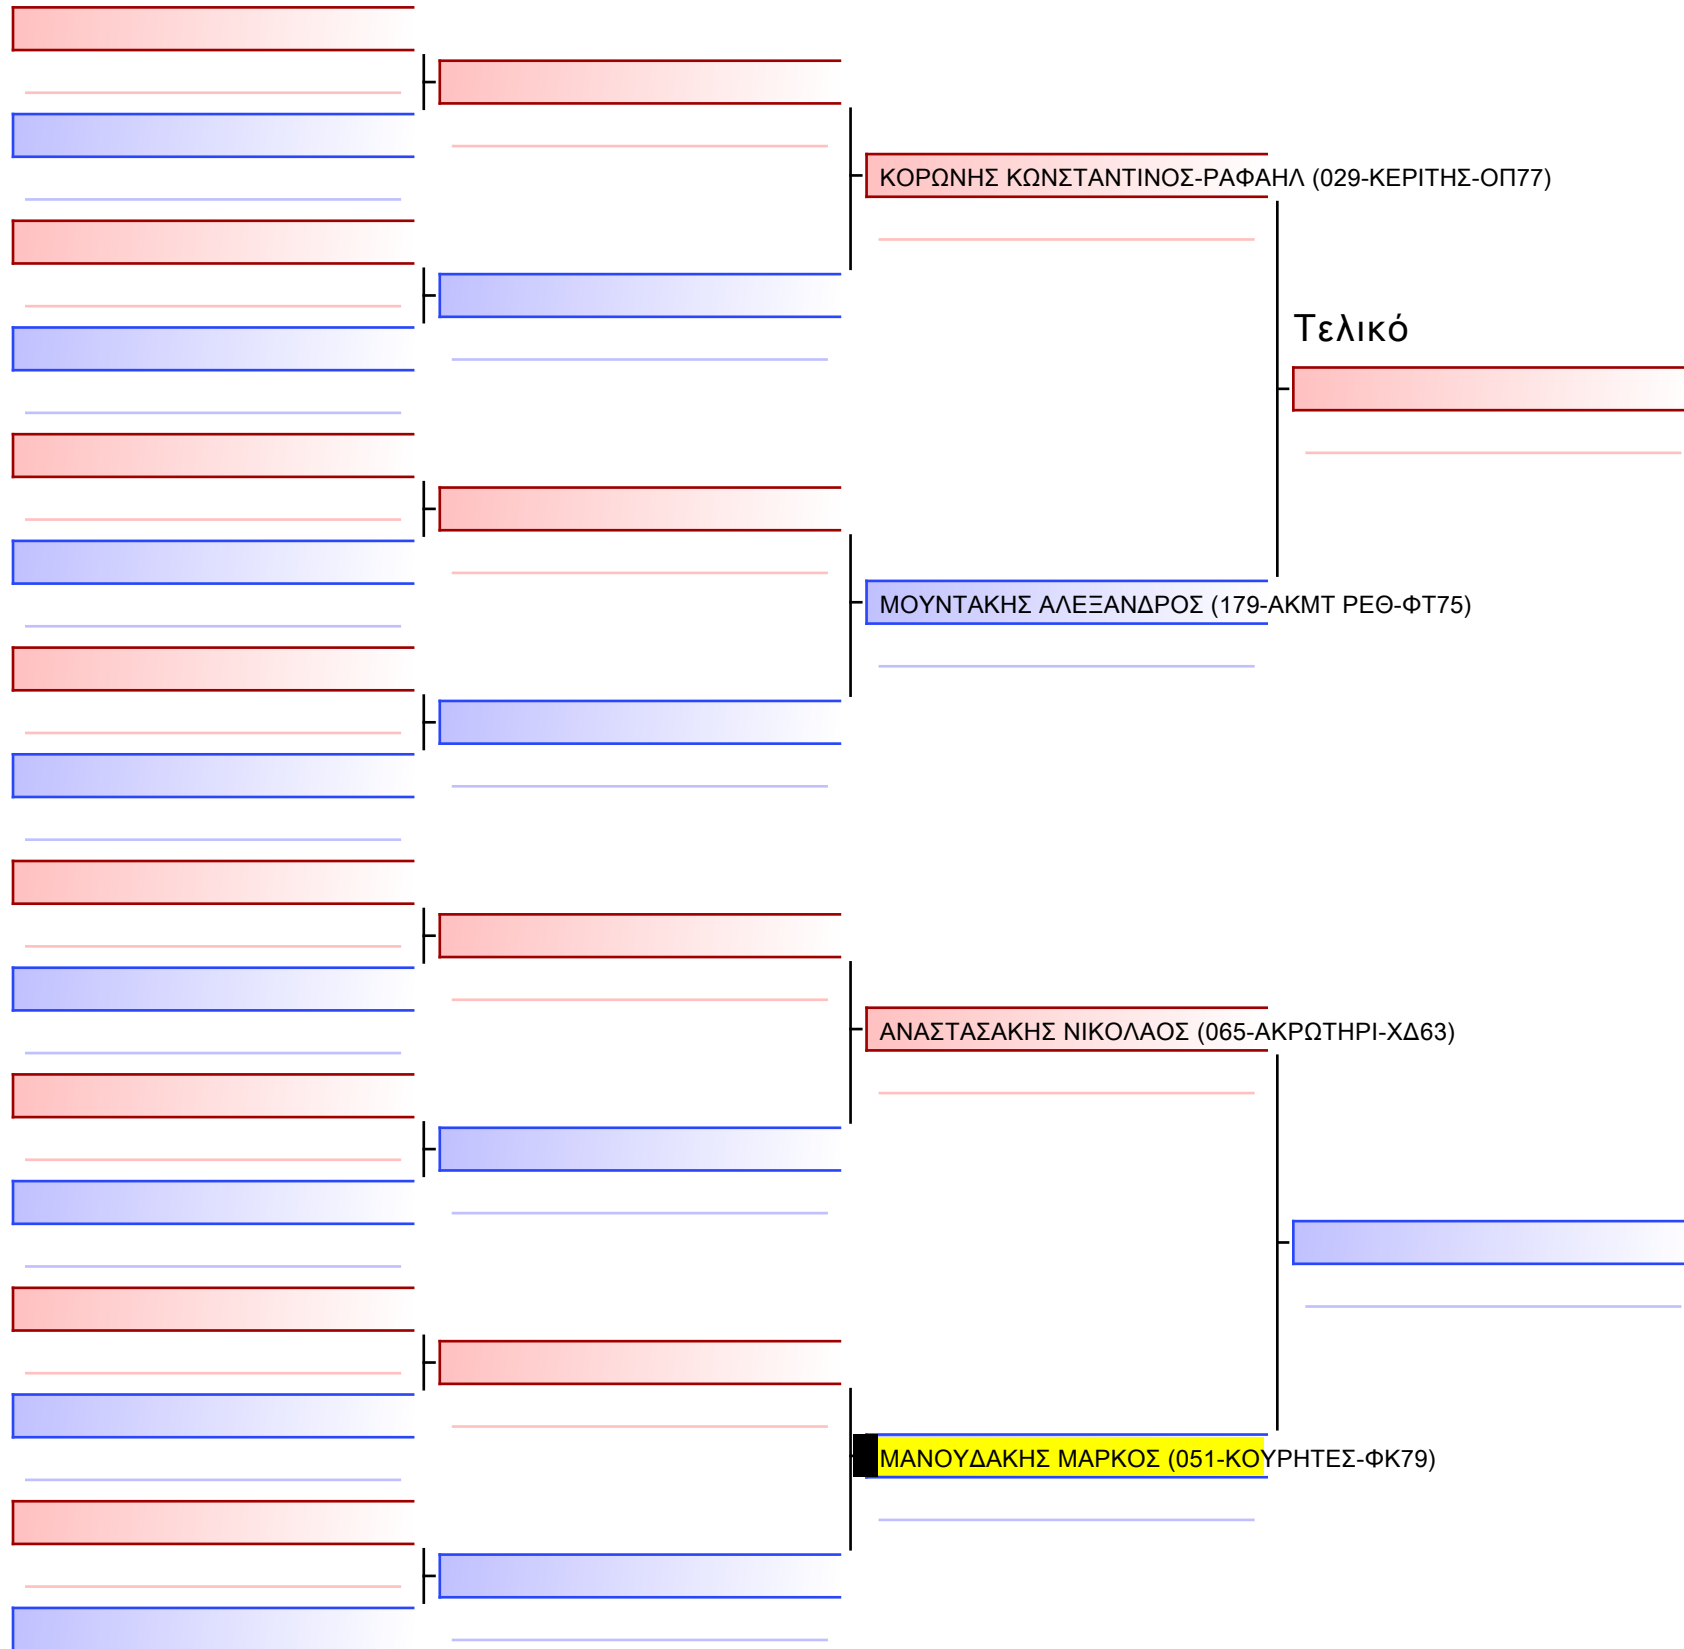 ΚΟΡΩΝΗΣ ΚΩΝΣΤΑΝΤΙΝΟΣ-ΡΑΦΑΗΛ (029-ΚΕΡΙΤΗΣ-ΟΠ77)
Τελικό
ΜΟΥΝΤΑΚΗΣ ΑΛΕΞΑΝΔΡΟΣ (179-ΑΚΜΤ ΡΕΘ-ΦΤ75)
ΑΝΑΣΤΑΣΑΚΗΣ ΝΙΚΟΛΑΟΣ (065-ΑΚΡΩΤΗΡΙ-ΧΔ63)
ΜΑΝΟΥΔΑΚΗΣ ΜΑΡΚΟΣ (051-ΚΟΥΡΗΤΕΣ-ΦΚ79)